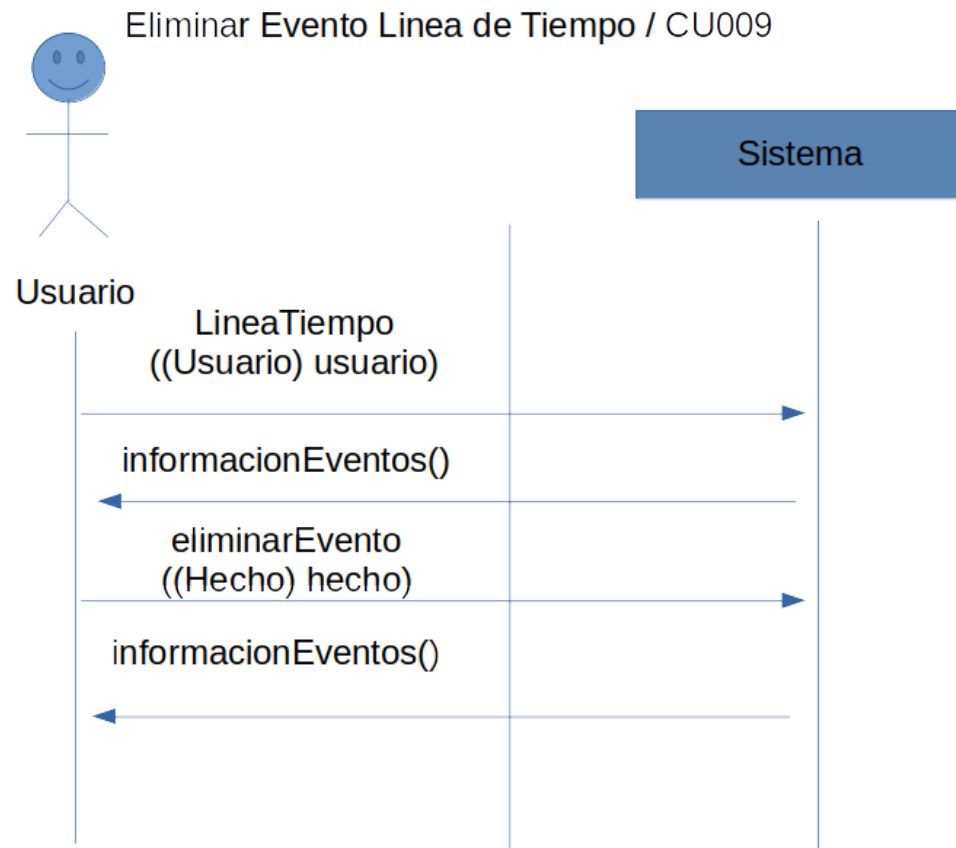 Eliminar Evento Linea de Tiempo / CU009
Sistema
Usuario
LineaTiempo
((Usuario) usuario)
informacionEventos()
eliminarEvento
((Hecho) hecho)
informacionEventos()